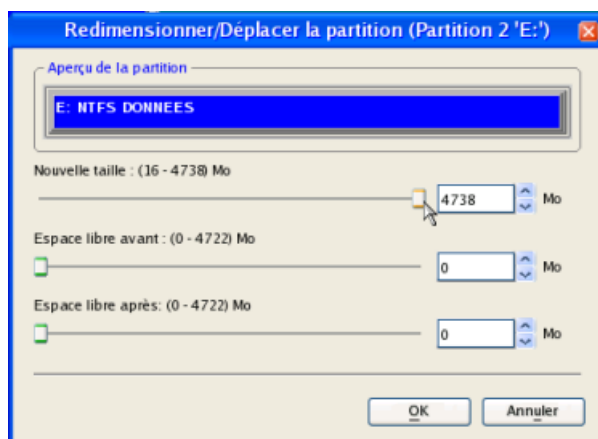 Redimensionner/Déplacer la partition (Partition 2 'E:')
Aperçu de la partition
E: NTFS DONNEES
Nouvelle taille : (16 - 4738) Mo
4738 Mo
Espace libre avant : (0 - 4722) Mo
0 Mo
Espace libre après: (0 - 4722) Mo
0 Mo
OK Annuler